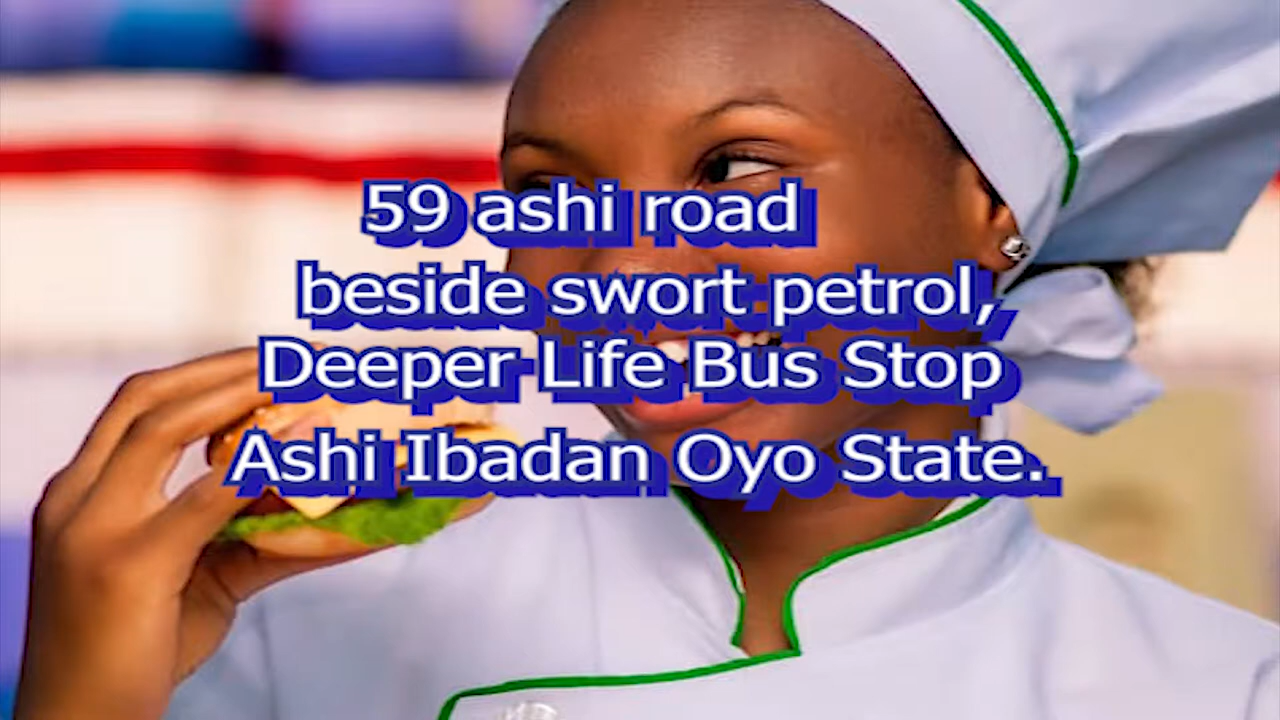 59 ashi road
beside swort petrol,
Deeper Life Bus Stop
Ashi Ibadan Oyo State.